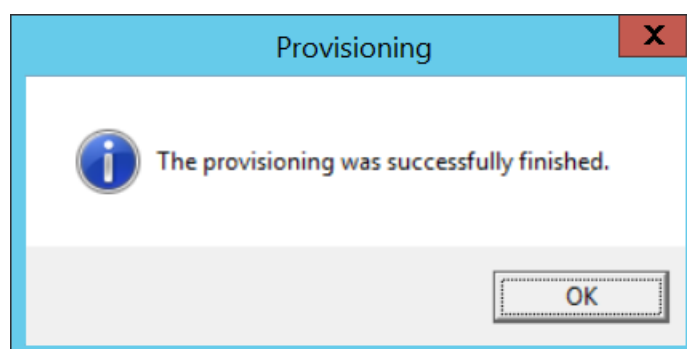 Provisioning
X
The provisioning was successfully finished.
OK